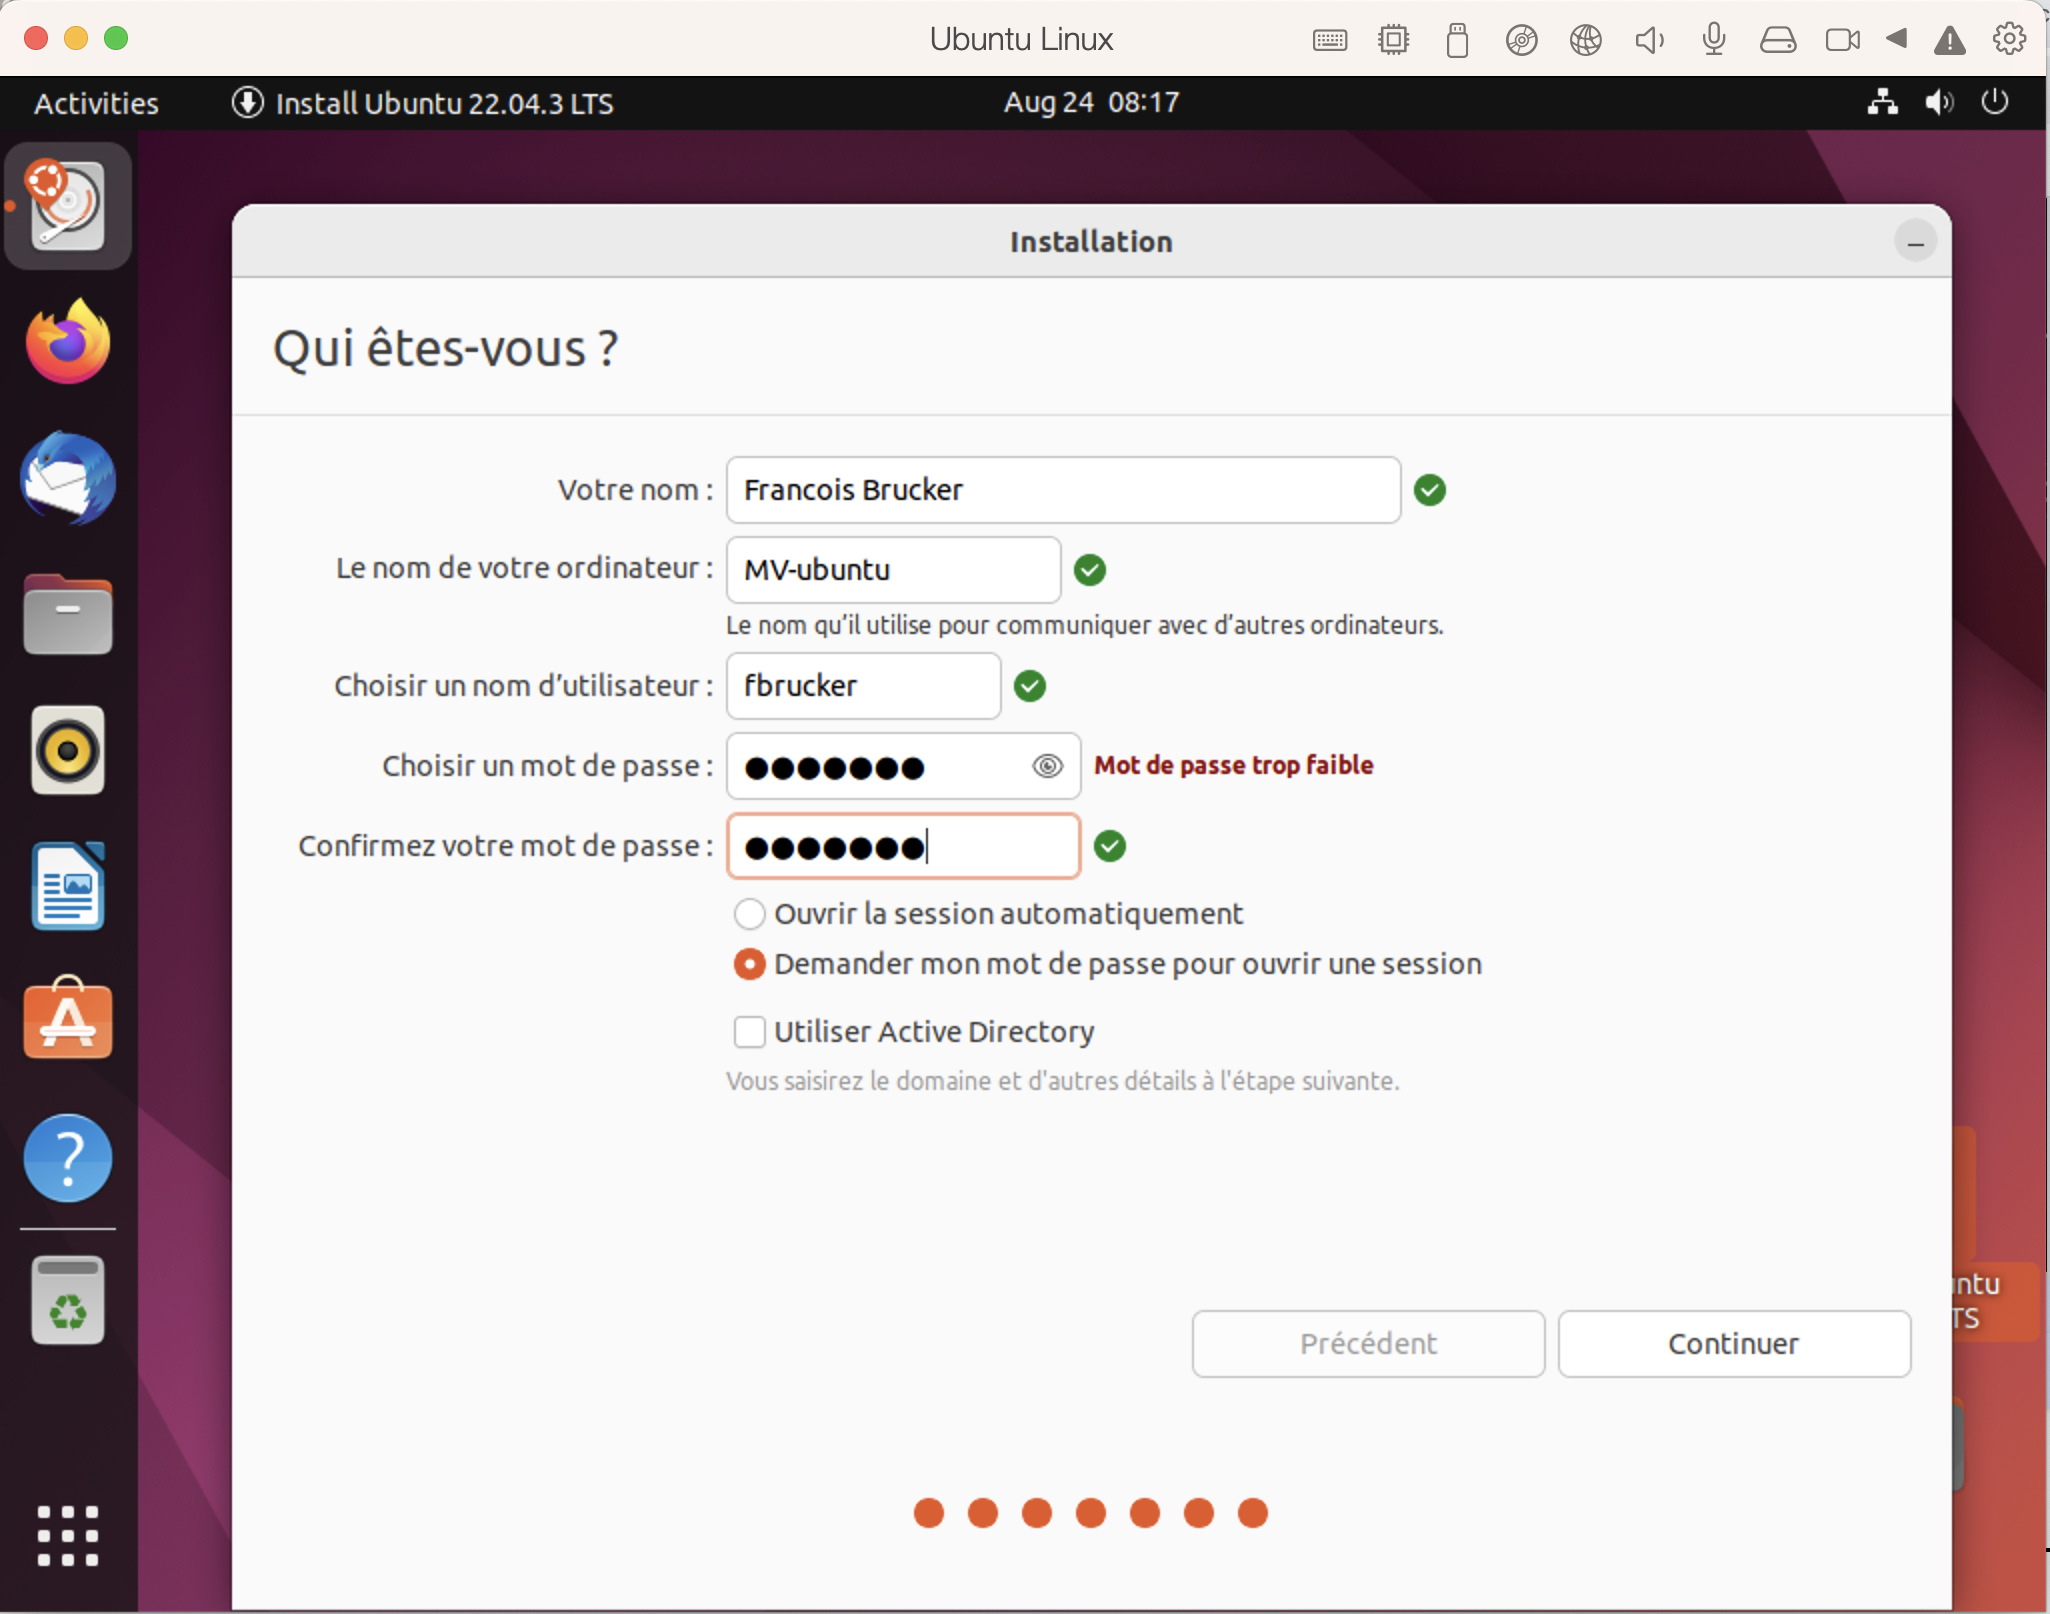 Ubuntu Linux
Activities
Install Ubuntu 22.04.3 LTS
Aug 24 08:17
Installation
Qui êtes-vous ?
Votre nom : Francois Brucker
Le nom de votre ordinateur : MV-ubuntu
Le nom qu’il utilise pour communiquer avec d’autres ordinateurs.
Choisir un nom d’utilisateur : fbrucker
Choisir un mot de passe : ●●●●●●● Mot de passe trop faible
Confirmez votre mot de passe : ●●●●●●●
Ouvrir la session automatiquement
Demander mon mot de passe pour ouvrir une session
Utiliser Active Directory
Vous saisirez le domaine et d'autres détails à l'étape suivante.
untu
TS
Précédent
Continuer